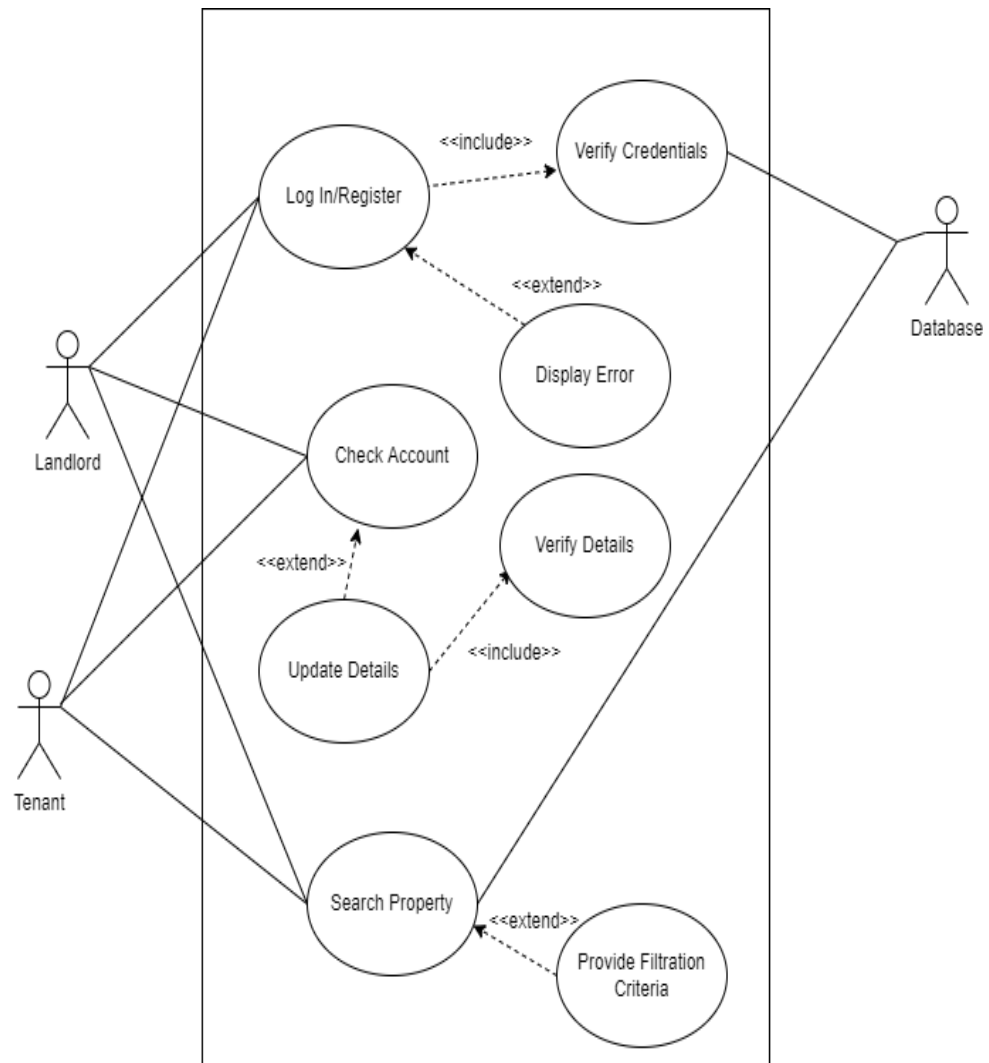 <<include>>
Verify Credentials
Log In/Register
<<extend>>
Database
Display Error
Landlord
Check Account
Verify Details
<<extend>>
<<include>>
Update Details
Tenant
Search Property
<<extend>>
Provide Filtration
Criteria